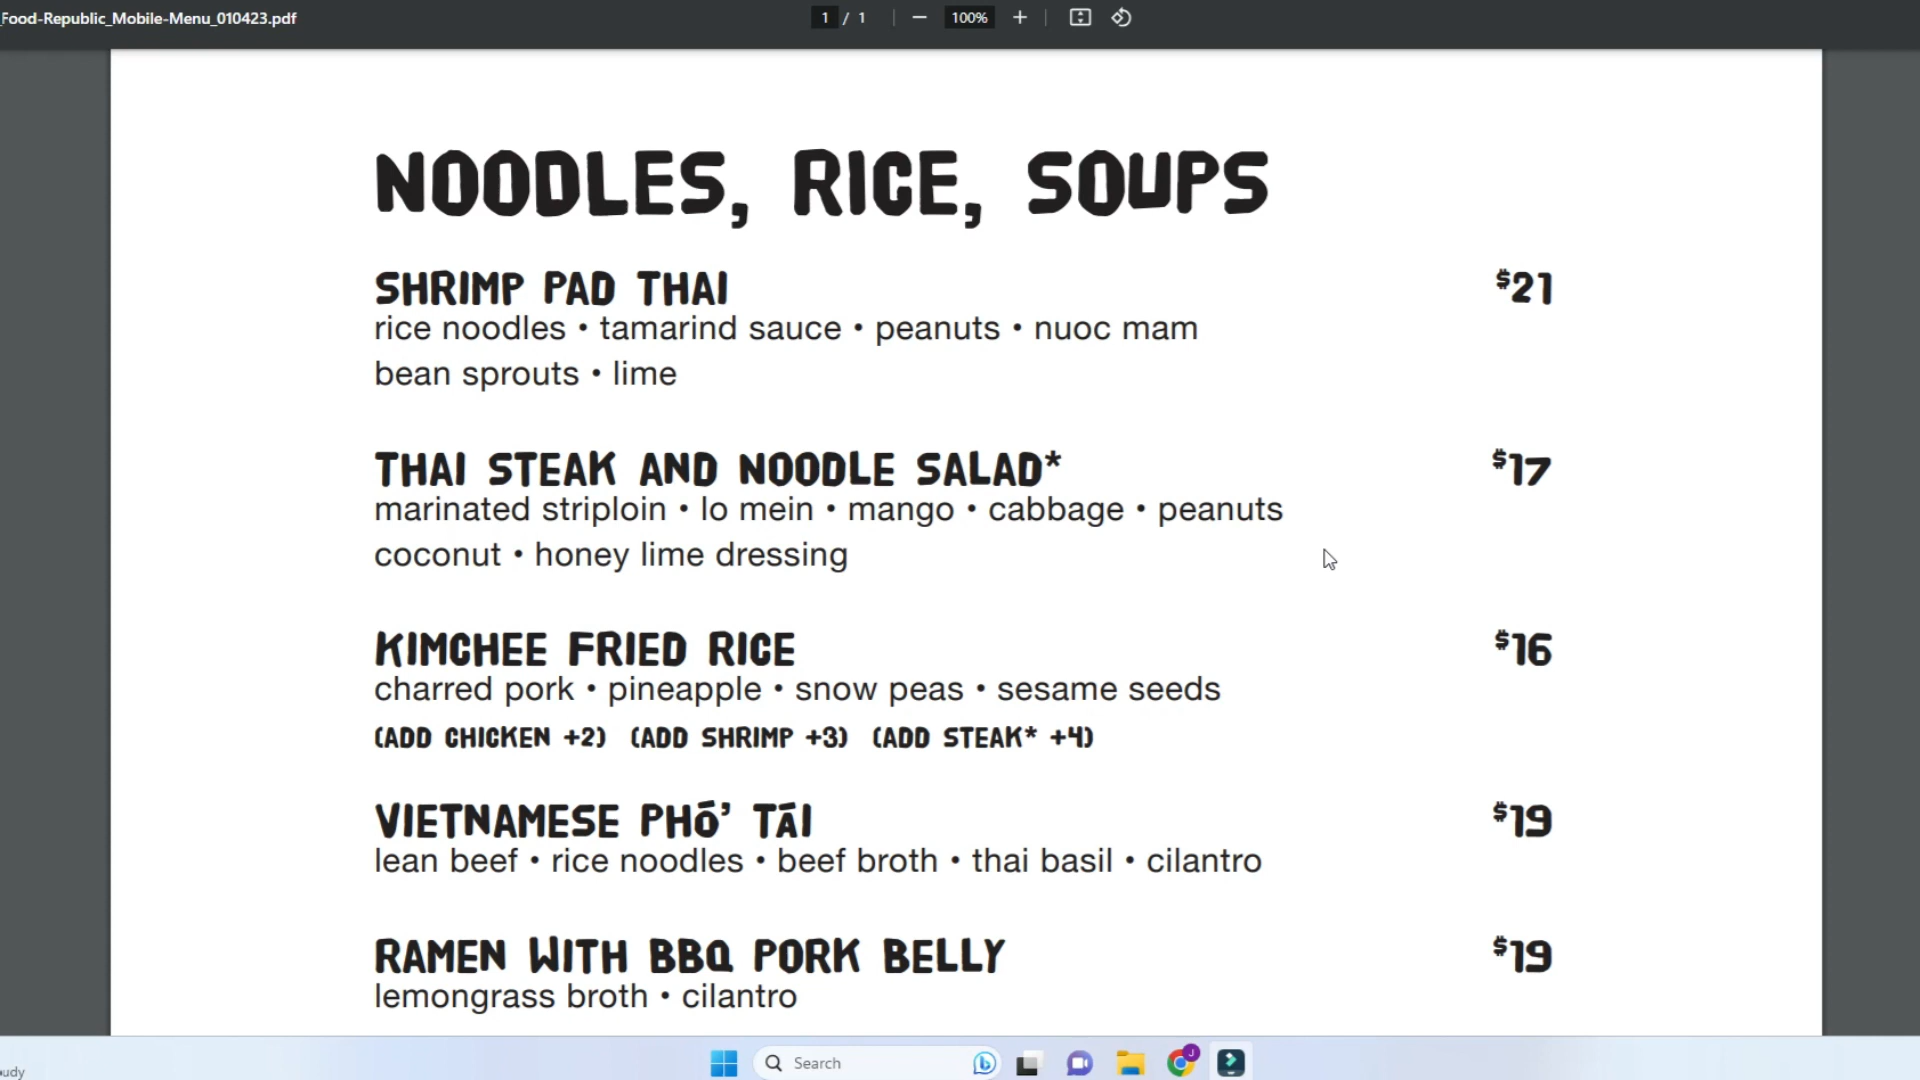 Food-Republic_Mobile-Menu_010423.pdf
1 / 1
100%
NOODLES, RICE, SOUPS
SHRIMP PAD THAI $21
rice noodles • tamarind sauce • peanuts • nuoc mam
bean sprouts • lime
THAI STEAK AND NOODLE SALAD* $17
marinated striploin • lo mein • mango • cabbage • peanuts
coconut • honey lime dressing
KIMCHEE FRIED RICE $16
charred pork • pineapple • snow peas • sesame seeds
(ADD CHICKEN +2) (ADD SHRIMP +3) (ADD STEAK* +4)
VIETNAMESE PHÓ’ TÁI $19
lean beef • rice noodles • beef broth • thai basil • cilantro
RAMEN WITH BBQ PORK BELLY $19
lemongrass broth • cilantro
Search
J